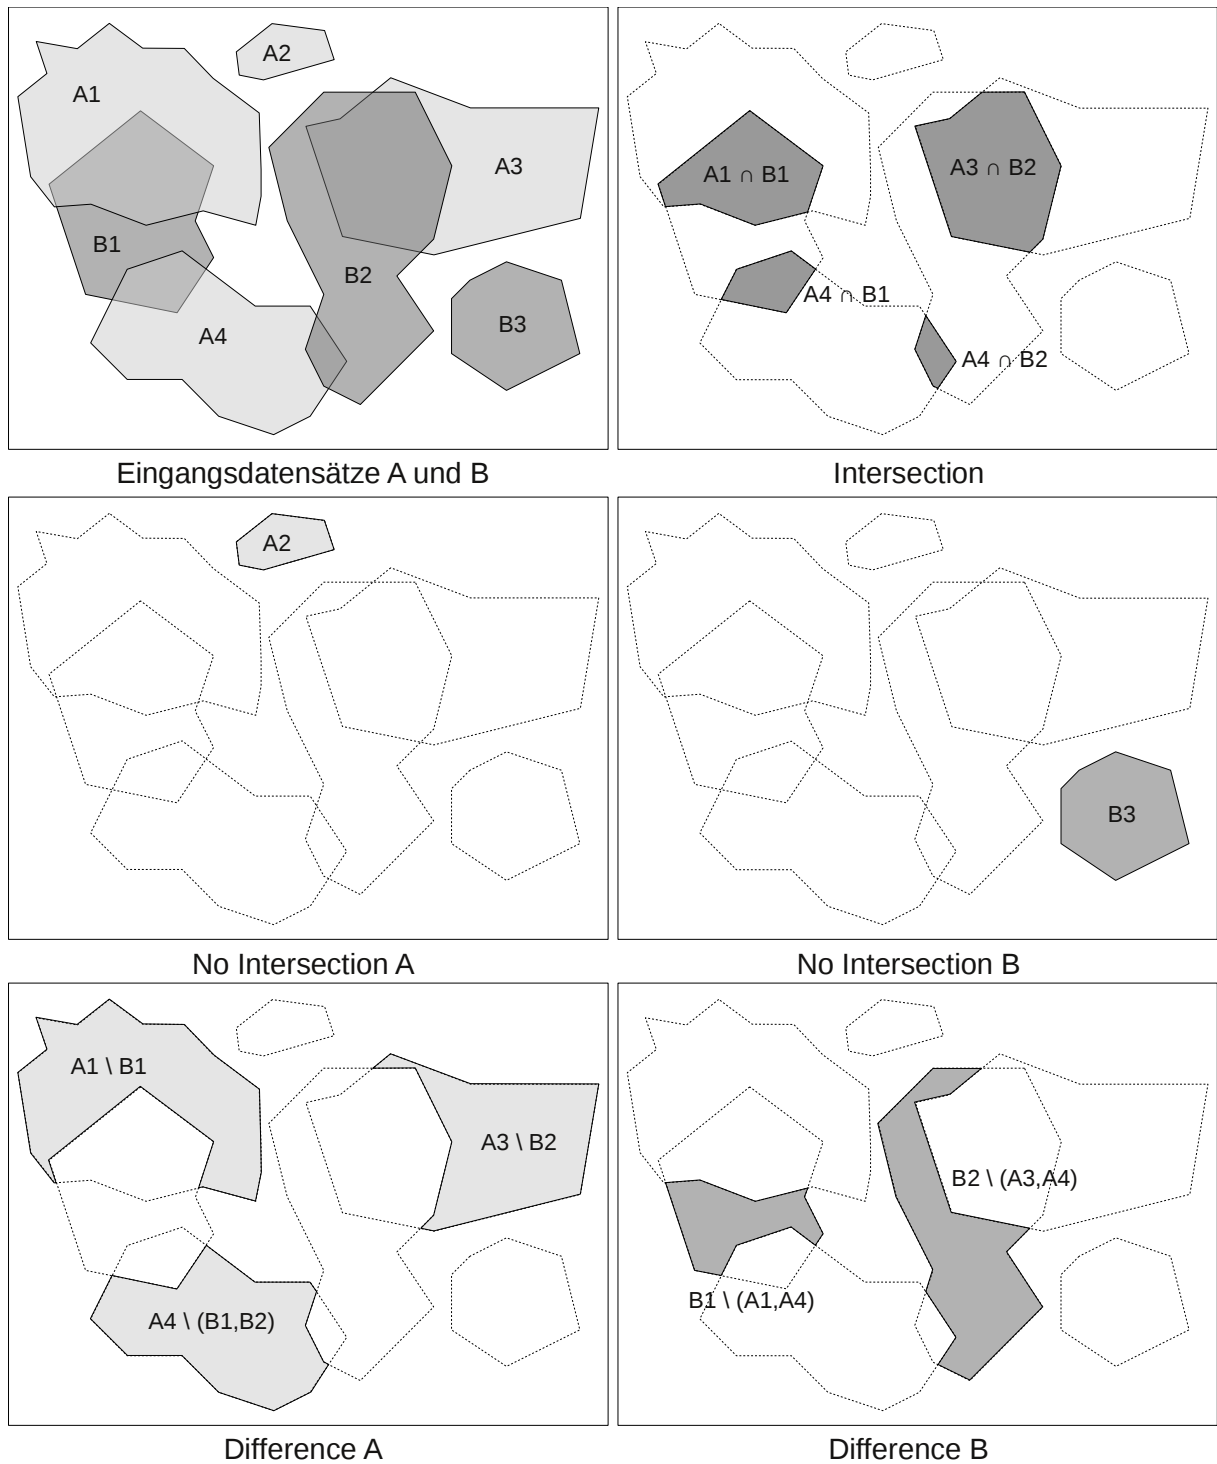 A1
A2
A3
B1
B2
B3
A4
Eingangsdatensätze A und B
A1 ∩ B1
A3 ∩ B2
A4 ∩ B1
A4 ∩ B2
Intersection
A2
No Intersection A
B3
No Intersection B
A1 \ B1
A3 \ B2
A4 \ (B1,B2)
Difference A
B2 \ (A3,A4)
B1 \ (A1,A4)
Difference B